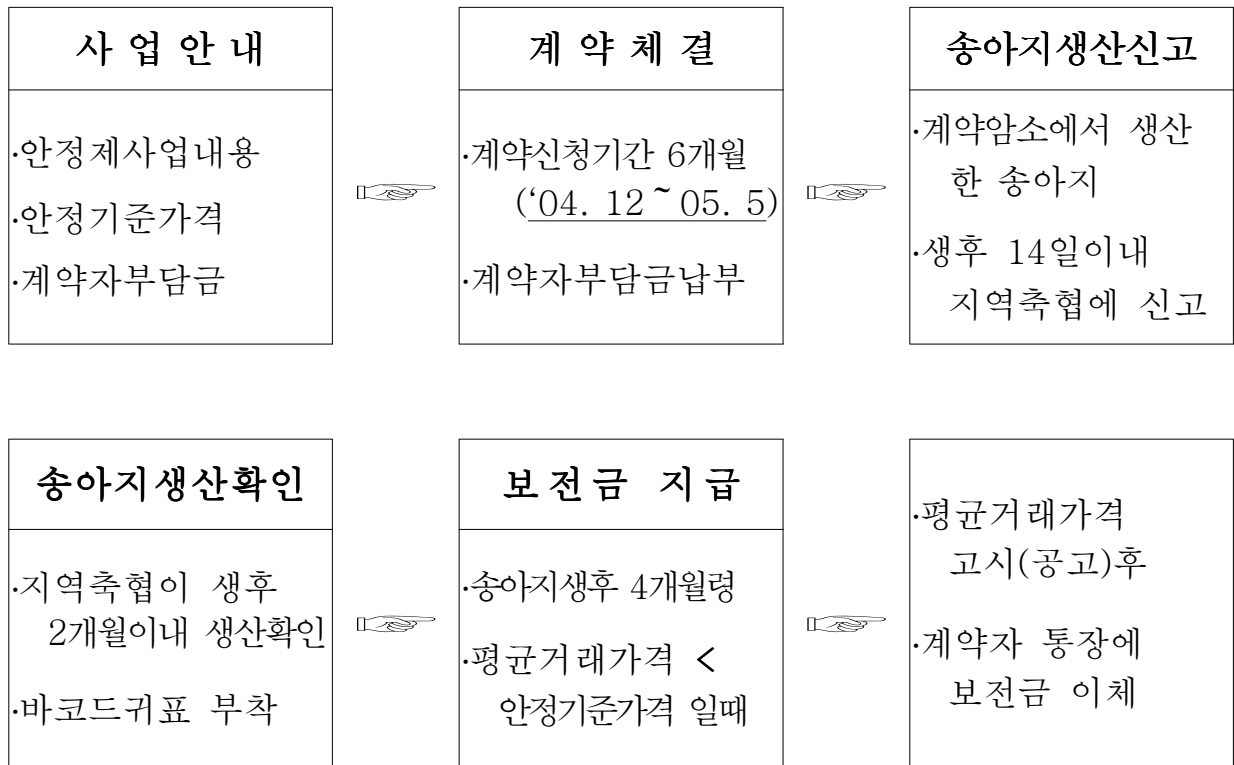 사 업 안 내
·안정제사업내용
·안정기준가격
·계약자부담금
계 약 체 결
·계약신청기간 6개월
(‘04. 12 ~ 05. 5)
·계약자부담금납부
송아지생산신고
·계약암소에서 생산
한 송아지
·생후 14일이내
지역축협에 신고
송아지생산확인
·지역축협이 생후
2개월이내 생산확인
·바코드귀표 부착
보전금 지급
·송아지생후 4개월령
·평균거래가격 <
안정기준가격 일때
·평균거래가격
고시(공고)후
·계약자 통장에
보전금 이체